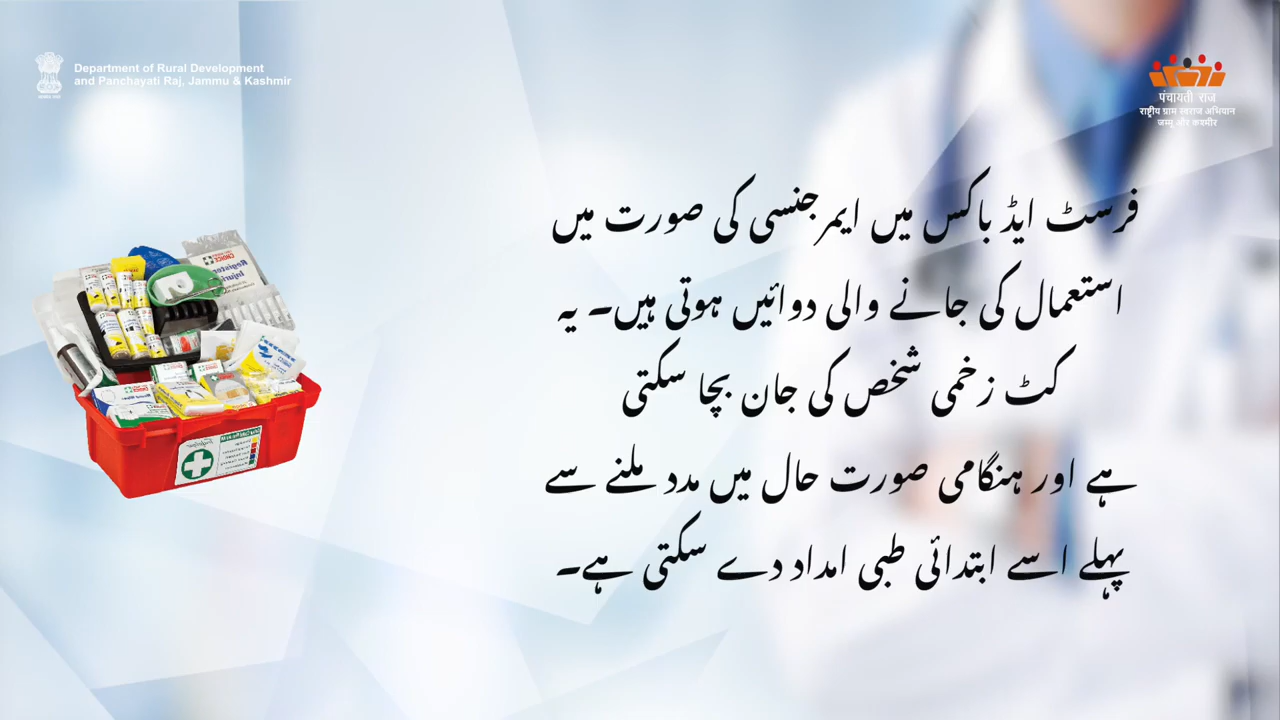 Department of Rural Development
and Panchayati Raj, Jammu & Kashmir
पंचायती राज
राष्ट्रीय ग्राम स्वराज अभियान
जम्मू और कश्मीर
فرسٹ ایڈ باکس میں ایمرجنسی کی صورت میں
استعمال کی جانے والی دوائیں ہوتی ہیں۔ یہ
کٹ زخمی شخص کی جان بچا سکتی
ہے اور ہنگامی صورت حال میں مدد ملنے سے
پہلے اسے ابتدائی طبی امداد دے سکتی ہے۔